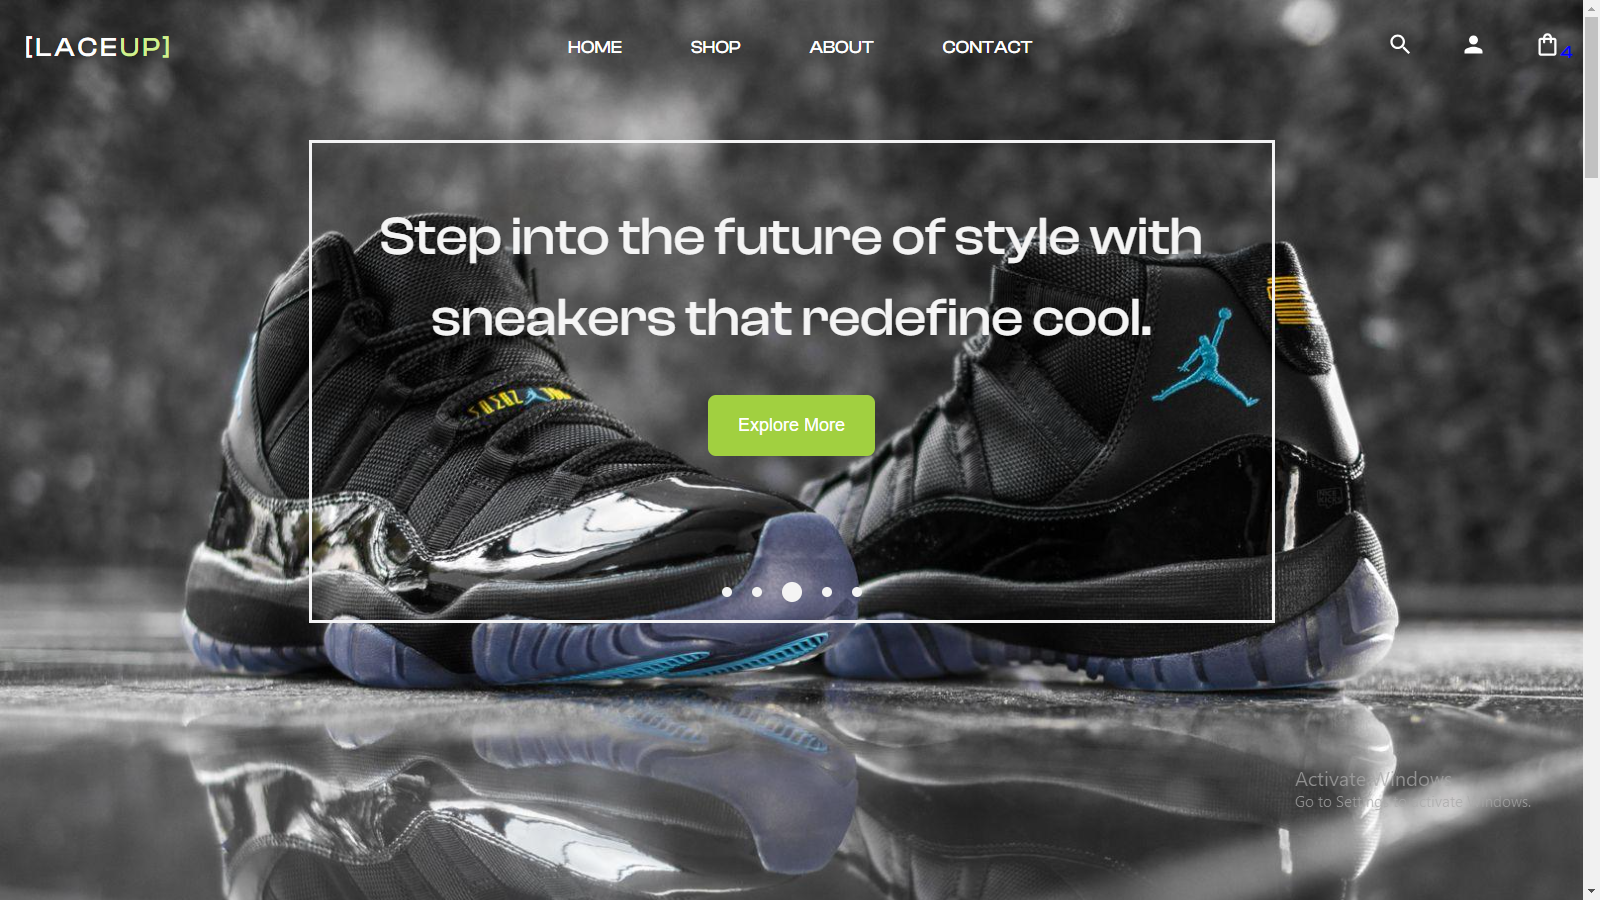 [LACEUP]
HOME SHOP ABOUT CONTACT
4
Step into the future of style with
sneakers that redefine cool.
Explore More
Activate Windows
Go to Settings to activate Windows.